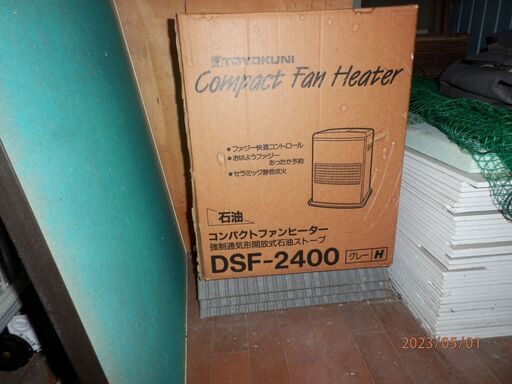 TOYOKUNI
Compact Fan Heater
●ファジー快適コントロール
●おはようファジー
あったか予約
●セラミック静音点火
石油
コンパクトファンヒーター
強制通気形開放式石油ストーブ
DSF-2400 グレー H
2023/05/01